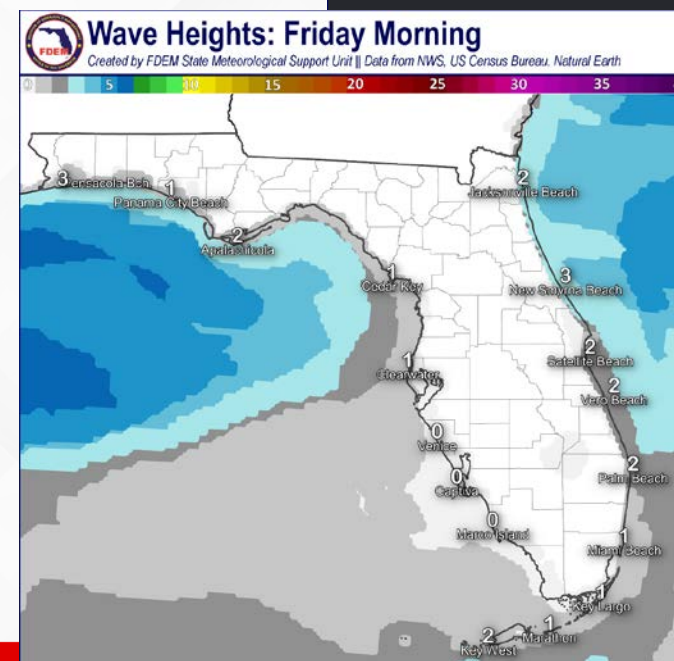 Wave Heights: Friday Morning
FDEM
Created by FDEM State Meteorological Support Unit || Data from NWS, US Census Bureau, Natural Earth
0 5 10 15 20 25 30 35
3
Pensacola Bch
1
Panama City Beach
2
Apalachicola
2
Jacksonville Beach
1
Cedar Key
3
New Smyrna Beach
1
Clearwater
2
Satellite Beach
2
Vero Beach
0
Venice
0
Captiva
2
Palm Beach
0
Marco Island
1
Miami Beach
1
Key Largo
1
Marathon
2
Key West